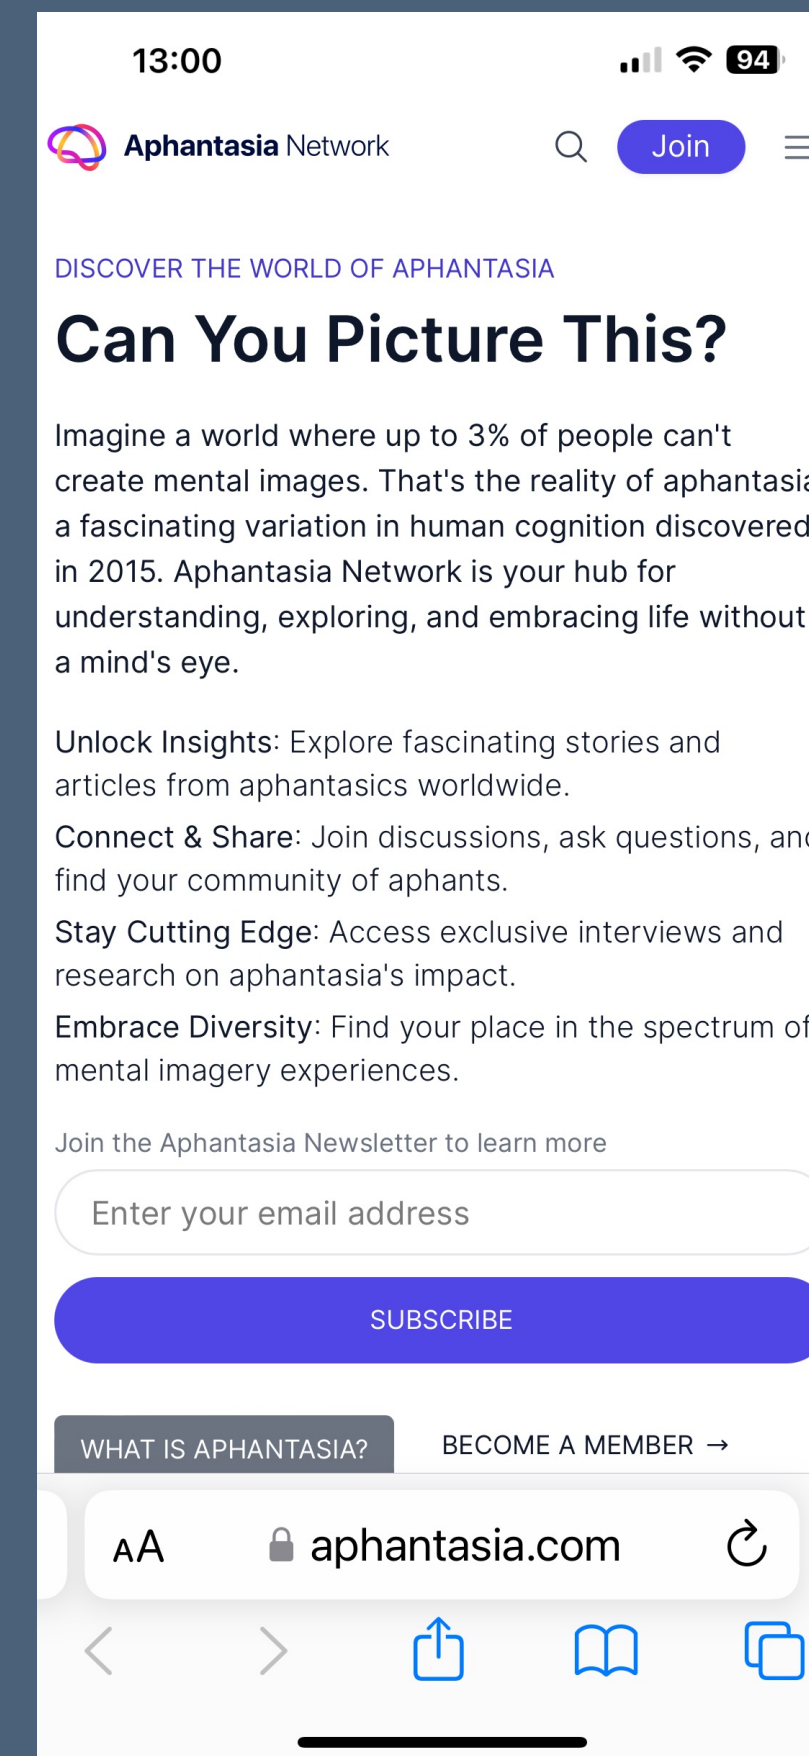 13:00
94
Aphantasia Network
Join
DISCOVER THE WORLD OF APHANTASIA
Can You Picture This?
Imagine a world where up to 3% of people can't
create mental images. That's the reality of aphantasia
a fascinating variation in human cognition discovered
in 2015. Aphantasia Network is your hub for
understanding, exploring, and embracing life without
a mind's eye.
Unlock Insights: Explore fascinating stories and
articles from aphantasics worldwide.
Connect & Share: Join discussions, ask questions, and
find your community of aphants.
Stay Cutting Edge: Access exclusive interviews and
research on aphantasia's impact.
Embrace Diversity: Find your place in the spectrum of
mental imagery experiences.
Join the Aphantasia Newsletter to learn more
Enter your email address
SUBSCRIBE
WHAT IS APHANTASIA?
BECOME A MEMBER →
AA
aphantasia.com